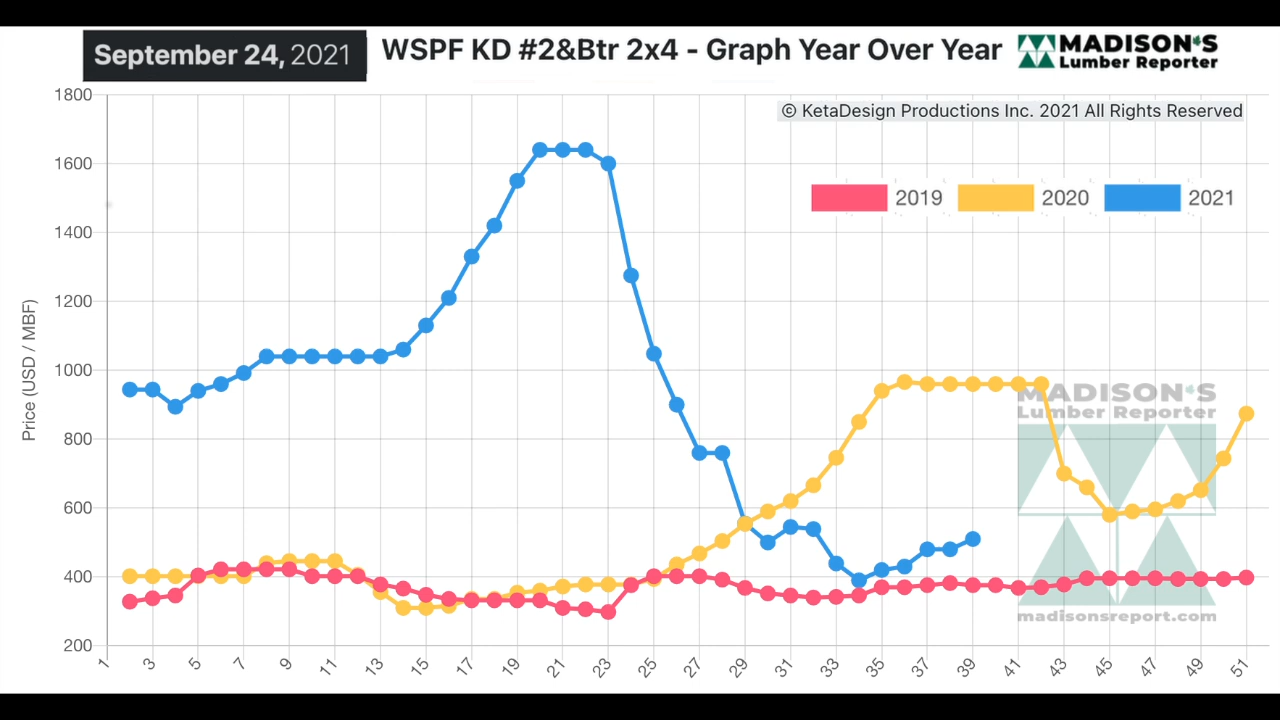 September 24, 2021
WSPF KD #2&Btr 2x4 - Graph Year Over Year
MADISON'S
Lumber Reporter
© KetaDesign Productions Inc. 2021 All Rights Reserved
2019 2020 2021
Price (USD / MBF)
1800
1600
1400
1200
1000
800
600
400
200
MADISON'S
Lumber Reporter
madisonsreport.com
1 3 5 7 9 11 13 15 17 19 21 23 25 27 29 31 33 35 37 39 41 43 45 47 49 51